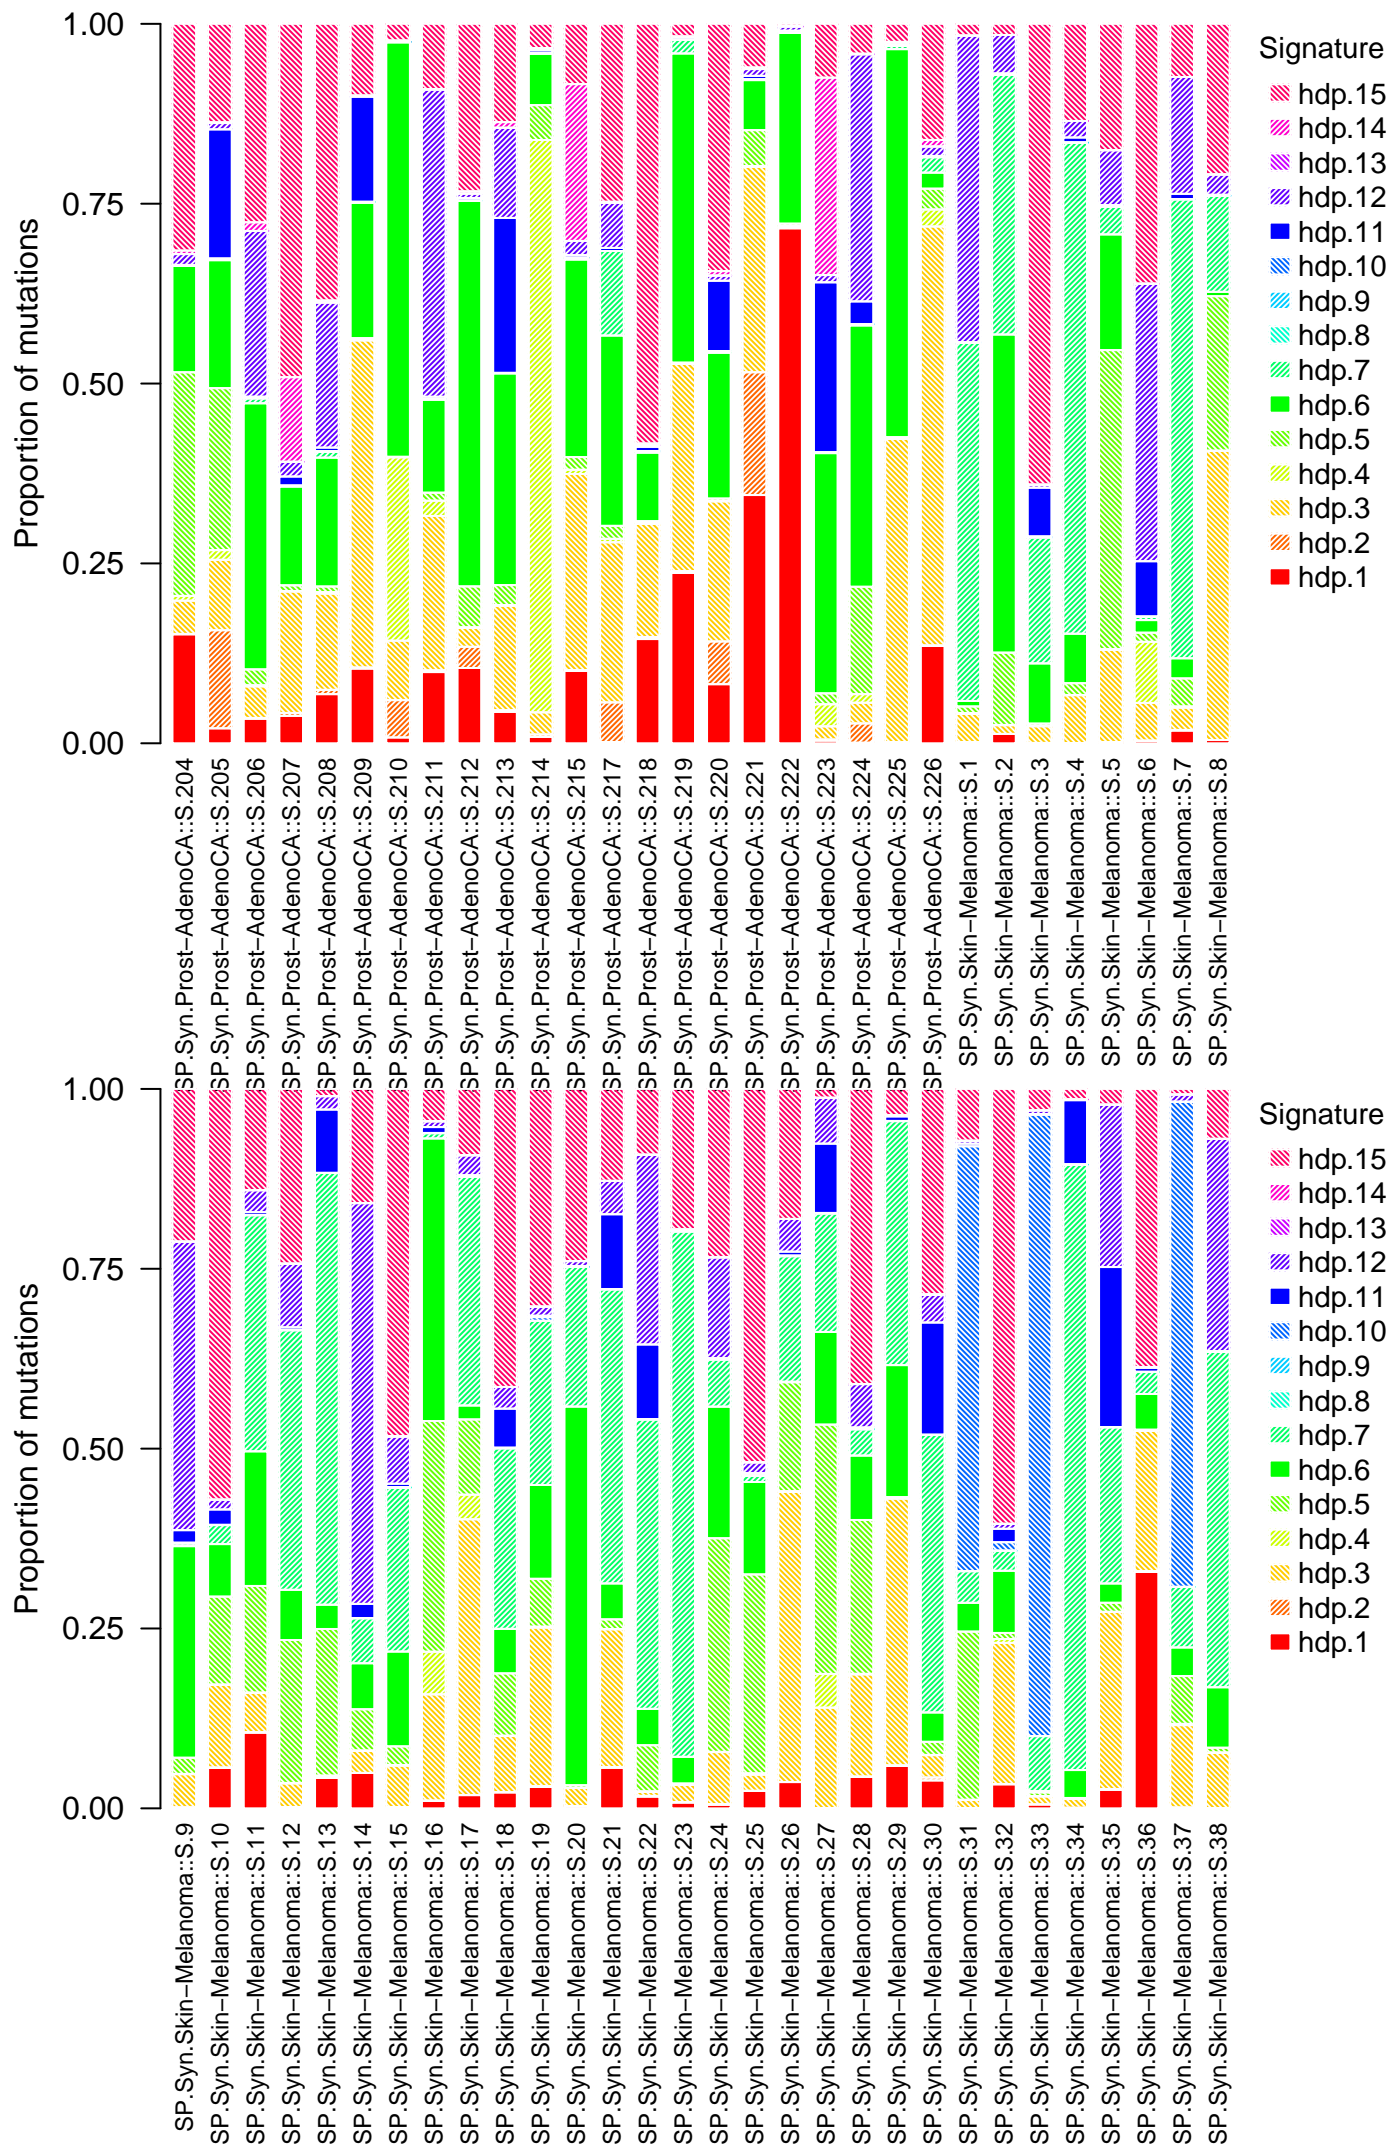 Proportion of mutations
1.00
0.75
0.50
0.25
0.00
SP.Syn.Prost−AdenoCA::S.204
SP.Syn.Prost−AdenoCA::S.205
SP.Syn.Prost−AdenoCA::S.206
SP.Syn.Prost−AdenoCA::S.207
SP.Syn.Prost−AdenoCA::S.208
SP.Syn.Prost−AdenoCA::S.209
SP.Syn.Prost−AdenoCA::S.210
SP.Syn.Prost−AdenoCA::S.211
SP.Syn.Prost−AdenoCA::S.212
SP.Syn.Prost−AdenoCA::S.213
SP.Syn.Prost−AdenoCA::S.214
SP.Syn.Prost−AdenoCA::S.215
SP.Syn.Prost−AdenoCA::S.217
SP.Syn.Prost−AdenoCA::S.218
SP.Syn.Prost−AdenoCA::S.219
SP.Syn.Prost−AdenoCA::S.220
SP.Syn.Prost−AdenoCA::S.221
SP.Syn.Prost−AdenoCA::S.222
SP.Syn.Prost−AdenoCA::S.223
SP.Syn.Prost−AdenoCA::S.224
SP.Syn.Prost−AdenoCA::S.225
SP.Syn.Prost−AdenoCA::S.226
SP.Syn.Skin−Melanoma::S.1
SP.Syn.Skin−Melanoma::S.2
SP.Syn.Skin−Melanoma::S.3
SP.Syn.Skin−Melanoma::S.4
SP.Syn.Skin−Melanoma::S.5
SP.Syn.Skin−Melanoma::S.6
SP.Syn.Skin−Melanoma::S.7
SP.Syn.Skin−Melanoma::S.8
Signature
hdp.15
hdp.14
hdp.13
hdp.12
hdp.11
hdp.10
hdp.9
hdp.8
hdp.7
hdp.6
hdp.5
hdp.4
hdp.3
hdp.2
hdp.1
Proportion of mutations
1.00
0.75
0.50
0.25
0.00
SP.Syn.Skin−Melanoma::S.9
SP.Syn.Skin−Melanoma::S.10
SP.Syn.Skin−Melanoma::S.11
SP.Syn.Skin−Melanoma::S.12
SP.Syn.Skin−Melanoma::S.13
SP.Syn.Skin−Melanoma::S.14
SP.Syn.Skin−Melanoma::S.15
SP.Syn.Skin−Melanoma::S.16
SP.Syn.Skin−Melanoma::S.17
SP.Syn.Skin−Melanoma::S.18
SP.Syn.Skin−Melanoma::S.19
SP.Syn.Skin−Melanoma::S.20
SP.Syn.Skin−Melanoma::S.21
SP.Syn.Skin−Melanoma::S.22
SP.Syn.Skin−Melanoma::S.23
SP.Syn.Skin−Melanoma::S.24
SP.Syn.Skin−Melanoma::S.25
SP.Syn.Skin−Melanoma::S.26
SP.Syn.Skin−Melanoma::S.27
SP.Syn.Skin−Melanoma::S.28
SP.Syn.Skin−Melanoma::S.29
SP.Syn.Skin−Melanoma::S.30
SP.Syn.Skin−Melanoma::S.31
SP.Syn.Skin−Melanoma::S.32
SP.Syn.Skin−Melanoma::S.33
SP.Syn.Skin−Melanoma::S.34
SP.Syn.Skin−Melanoma::S.35
SP.Syn.Skin−Melanoma::S.36
SP.Syn.Skin−Melanoma::S.37
SP.Syn.Skin−Melanoma::S.38
Signature
hdp.15
hdp.14
hdp.13
hdp.12
hdp.11
hdp.10
hdp.9
hdp.8
hdp.7
hdp.6
hdp.5
hdp.4
hdp.3
hdp.2
hdp.1